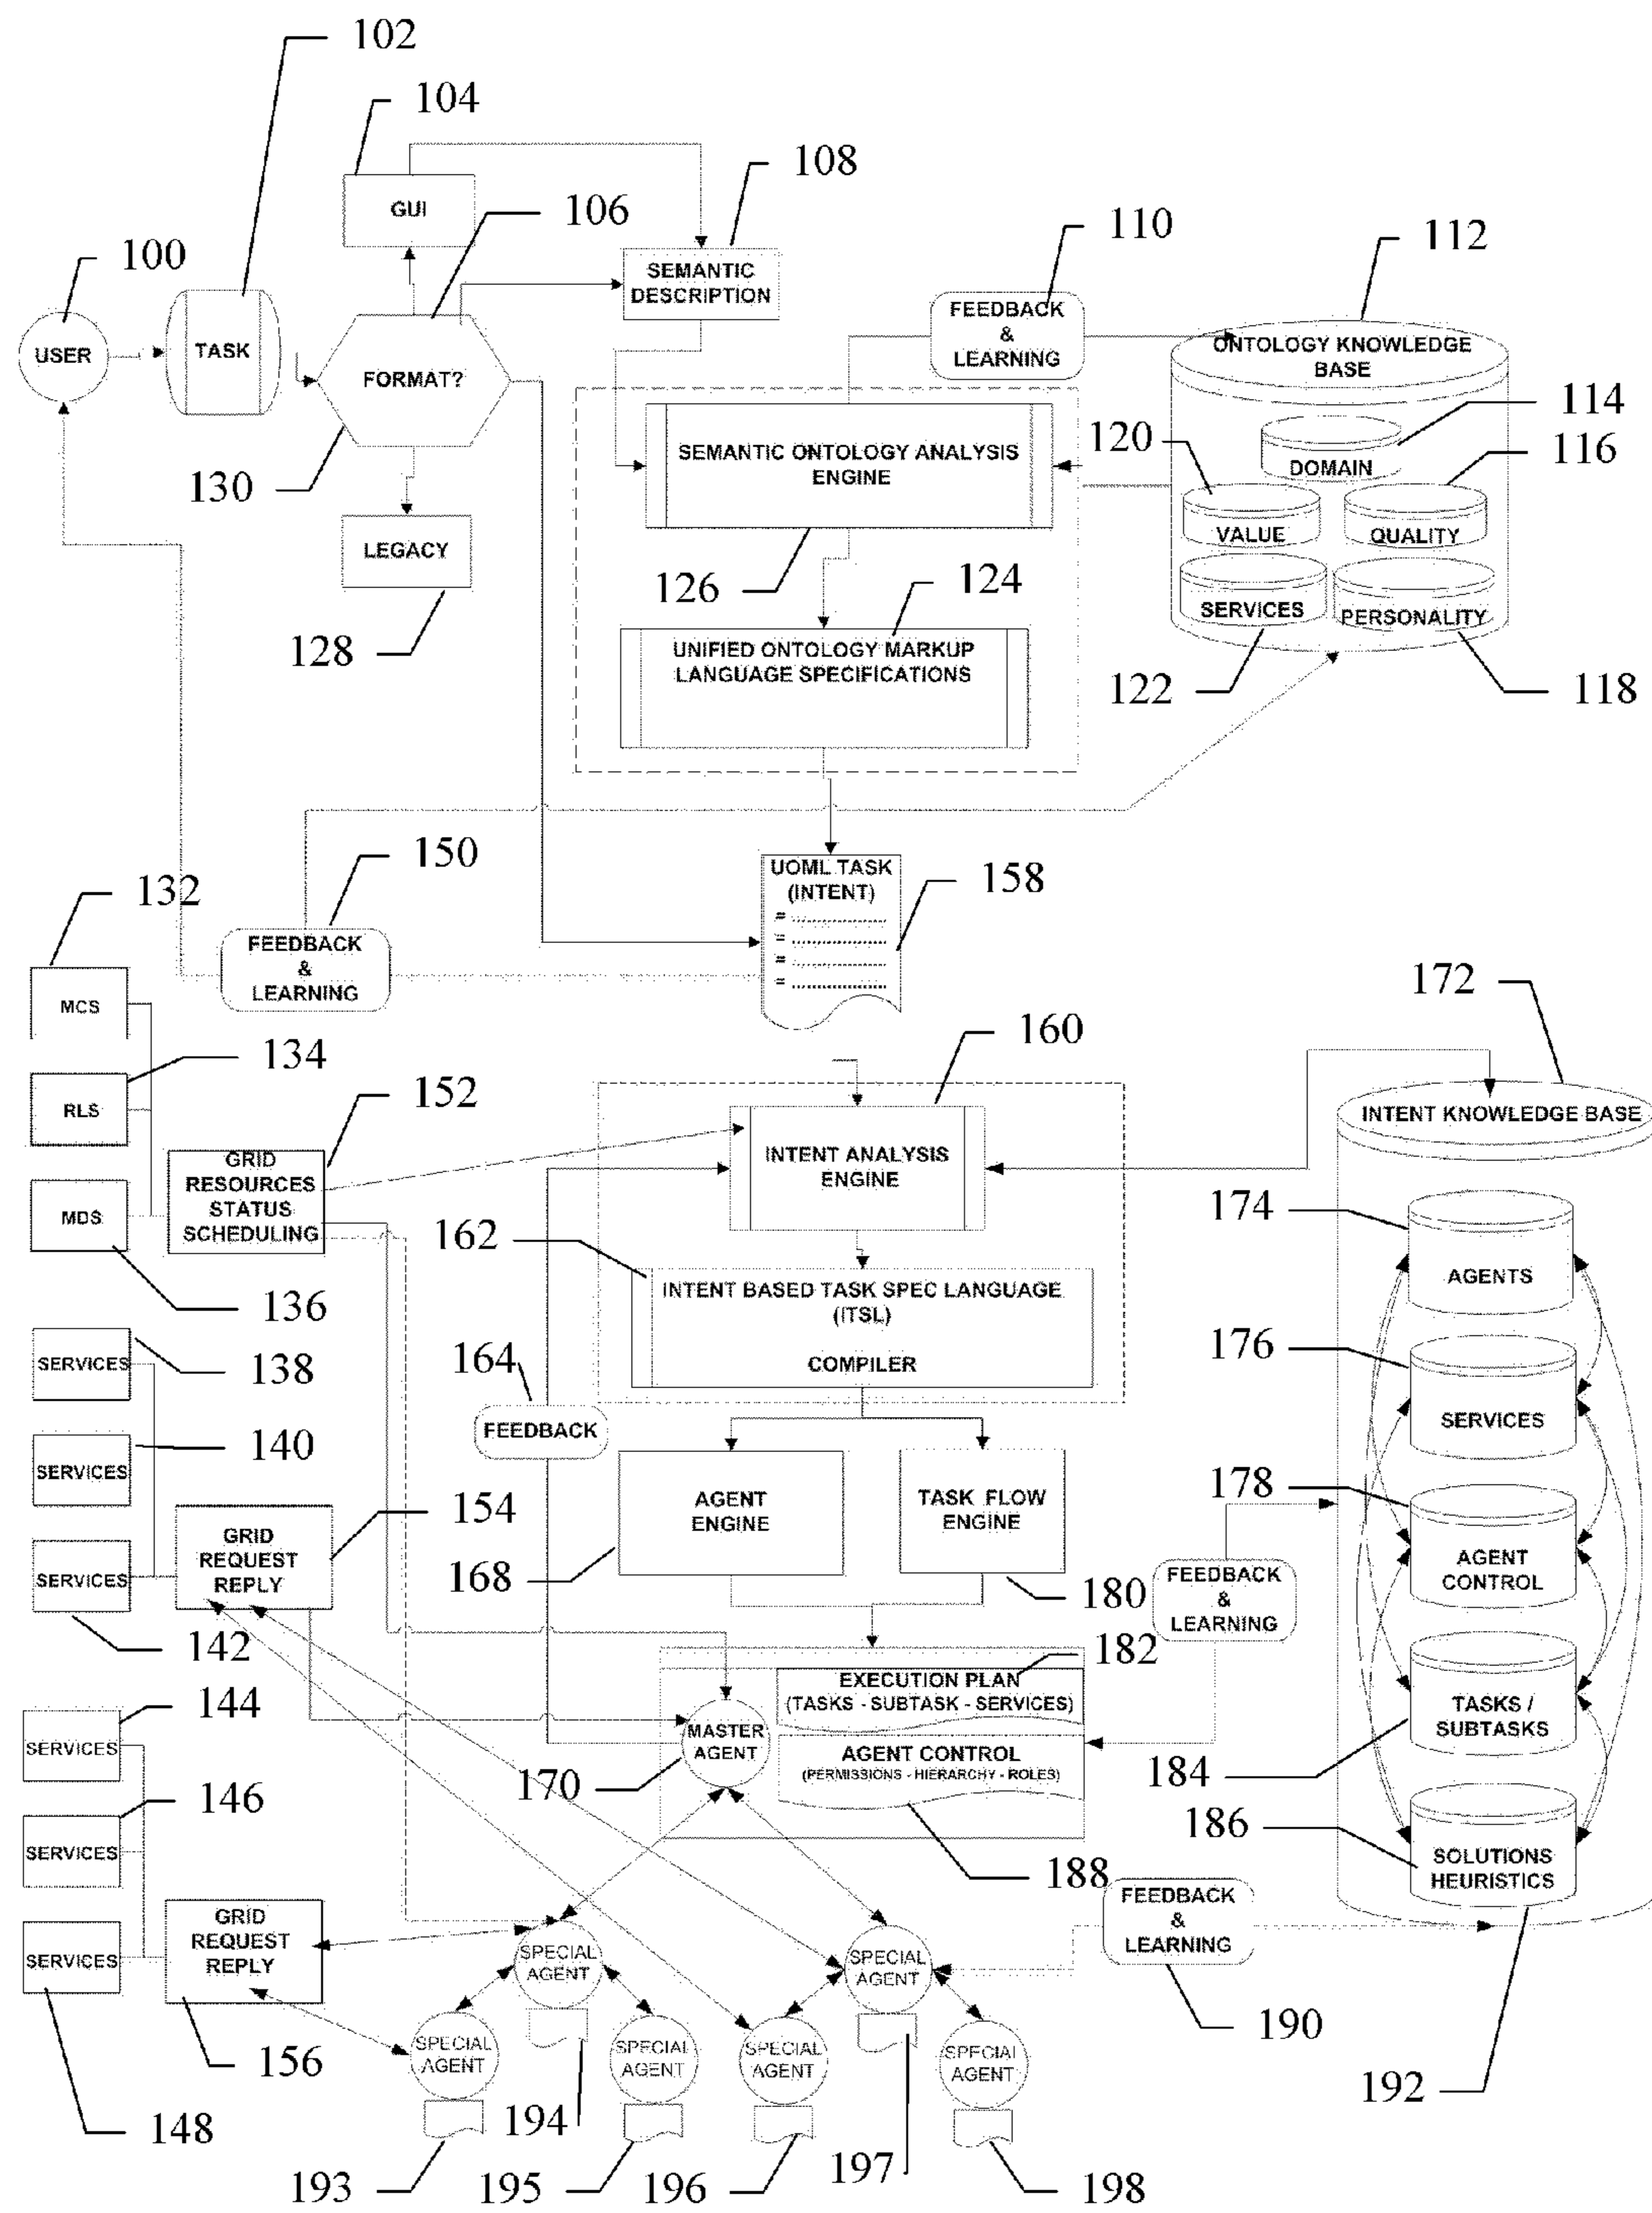 102
104
GUI
108
106
SEMANTIC
DESCRIPTION
110
FEEDBACK
&
LEARNING
112
100
USER
TASK
FORMAT?
130
ONTOLOGY KNOWLEDGE
BASE
114
DOMAIN
120
116
VALUE
QUALITY
SERVICES
PERSONALITY
122
118
SEMANTIC ONTOLOGY ANALYSIS
ENGINE
126
124
LEGACY
128
UNIFIED ONTOLOGY MARKUP
LANGUAGE SPECIFICATIONS
150
FEEDBACK
&
LEARNING
UOML TASK
(INTENT)
= ....................
= ....................
= ....................
= ....................
158
132
MCS
134
RLS
152
GRID
RESOURCES
STATUS
SCHEDULING
MDS
136
160
INTENT ANALYSIS
ENGINE
162
INTENT BASED TASK SPEC LANGUAGE
(ITSL)
COMPILER
172
INTENT KNOWLEDGE BASE
174
AGENTS
176
SERVICES
178
AGENT
CONTROL
TASKS /
SUBTASKS
184
186
SOLUTIONS
HEURISTICS
192
SERVICES
138
SERVICES
140
SERVICES
142
154
GRID
REQUEST
REPLY
164
FEEDBACK
AGENT
ENGINE
168
TASK FLOW
ENGINE
180
FEEDBACK
&
LEARNING
182
EXECUTION PLAN
(TASKS - SUBTASK - SERVICES)
MASTER
AGENT
170
AGENT CONTROL
(PERMISSIONS - HIERARCHY - ROLES)
188
144
SERVICES
146
SERVICES
SERVICES
148
GRID
REQUEST
REPLY
156
FEEDBACK
&
LEARNING
190
SPECIAL
AGENT
SPECIAL
AGENT
SPECIAL
AGENT
SPECIAL
AGENT
SPECIAL
AGENT
SPECIAL
AGENT
194
193
195
196
197
198